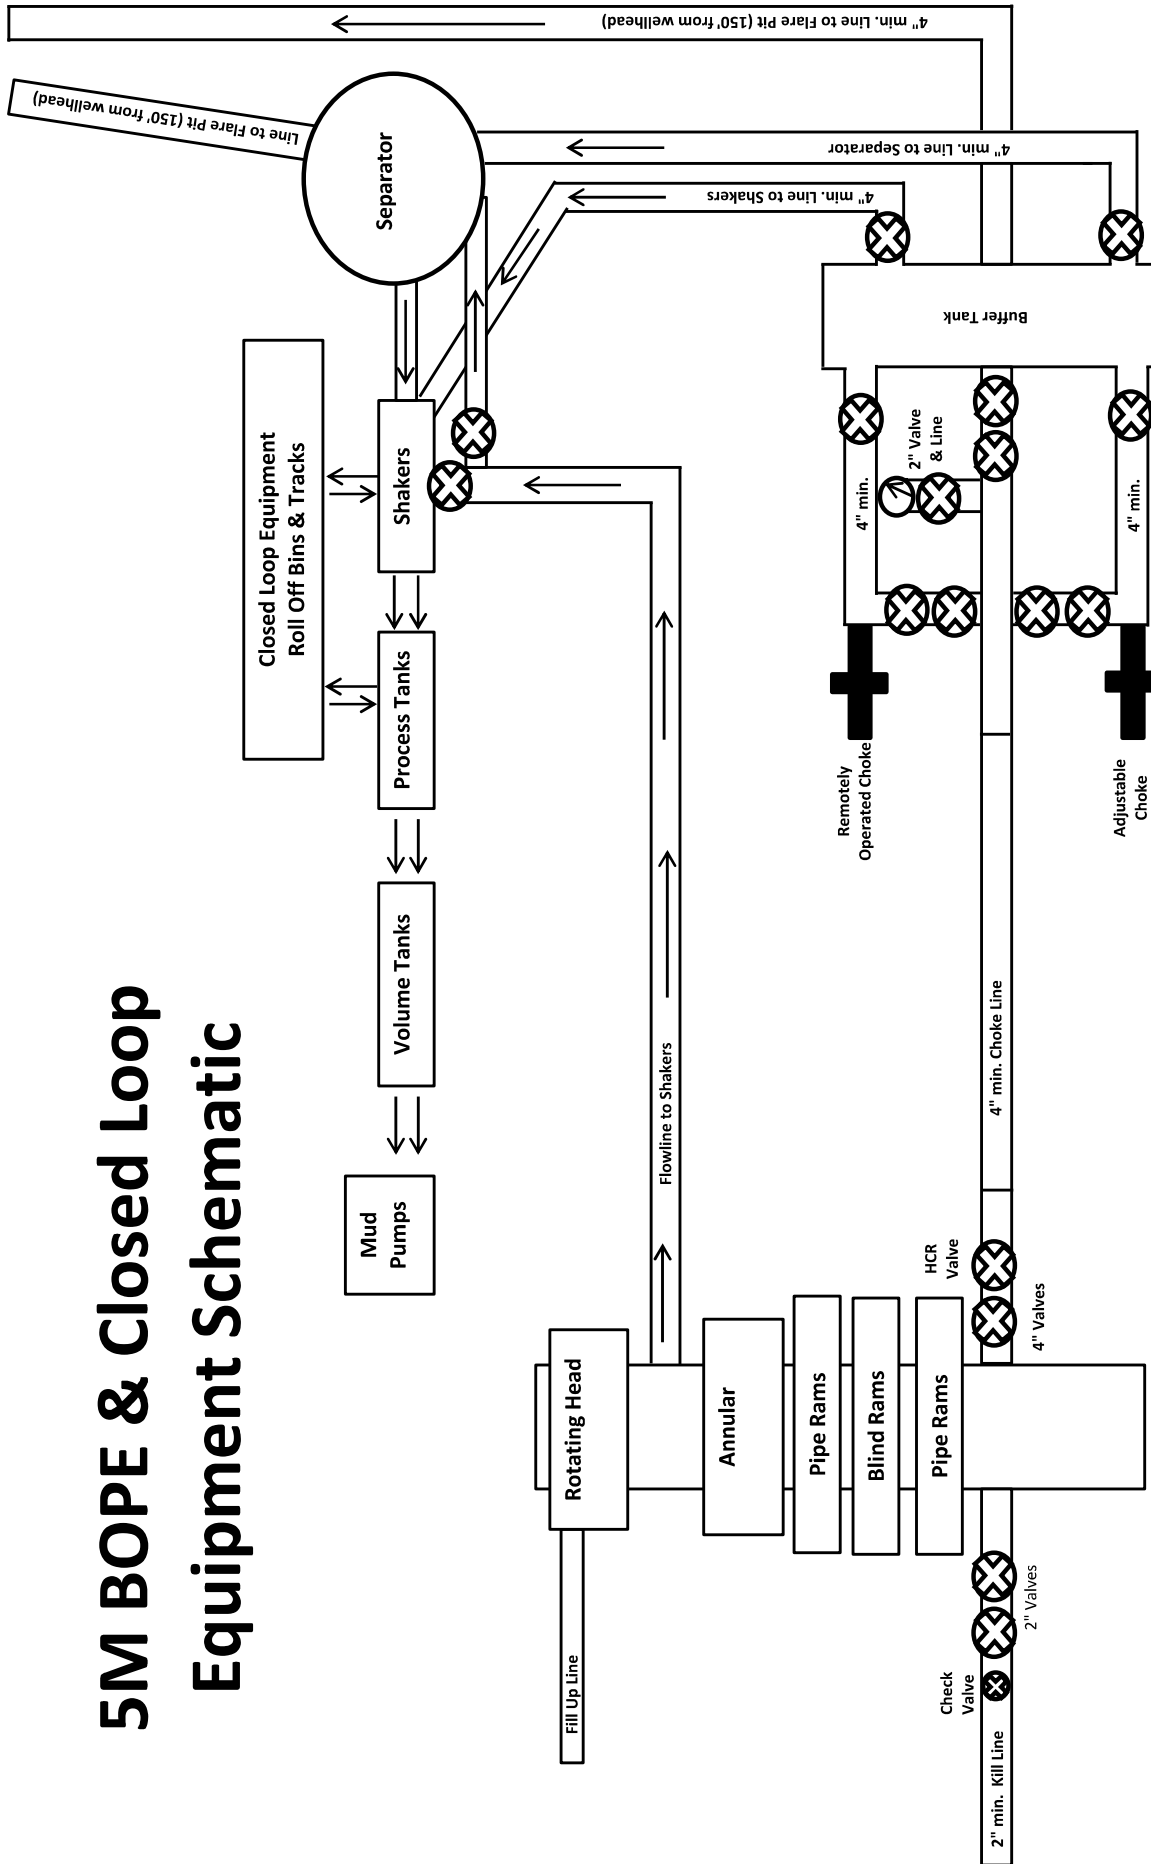 5M BOPE & Closed Loop
Equipment Schematic
Closed Loop Equipment
Roll Off Bins & Tracks
Mud
Pumps
Volume Tanks
Process Tanks
Shakers
Separator
Line to Flare Pit (150' from wellhead)
4" min. Line to Flare Pit (150' from wellhead)
Fill Up Line
Rotating Head
Flowline to Shakers
Annular
4" min. Line to Shakers
4" min. Line to Separator
Pipe Rams
Blind Rams
Pipe Rams
Remotely
Operated Choke
4" min.
2" Valve
& Line
Buffer Tank
Check
Valve
HCR
Valve
2" min. Kill Line
4" min. Choke Line
2" Valves
4" Valves
Adjustable
Choke
4" min.